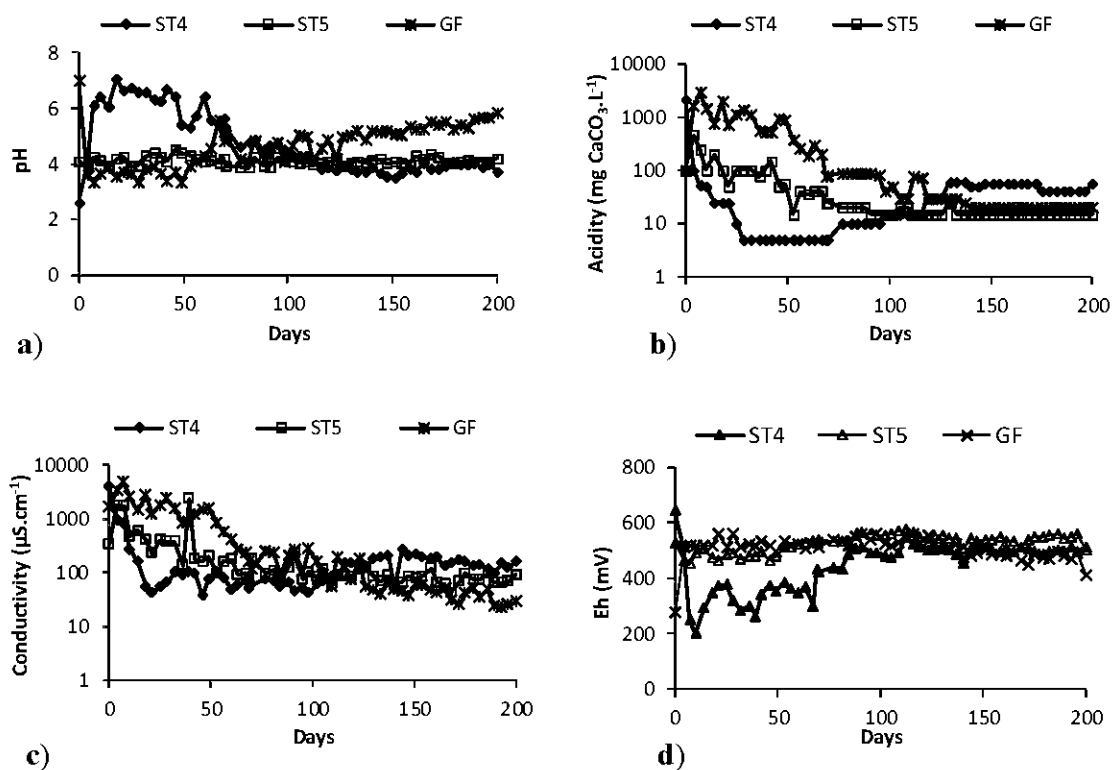 ST4 ST5 GF
8
6
4
2
0
pH
0 50 100 150 200
Days
a)
ST4 ST5 GF
10000
1000
100
10
1
Acidity (mg CaCO₃.L⁻¹)
0 50 100 150 200
Days
b)
ST4 ST5 GF
10000
1000
100
10
1
Conductivity (µS.cm⁻¹)
0 50 100 150 200
Days
c)
ST4 ST5 GF
800
600
400
200
0
Eh (mV)
0 50 100 150 200
Days
d)